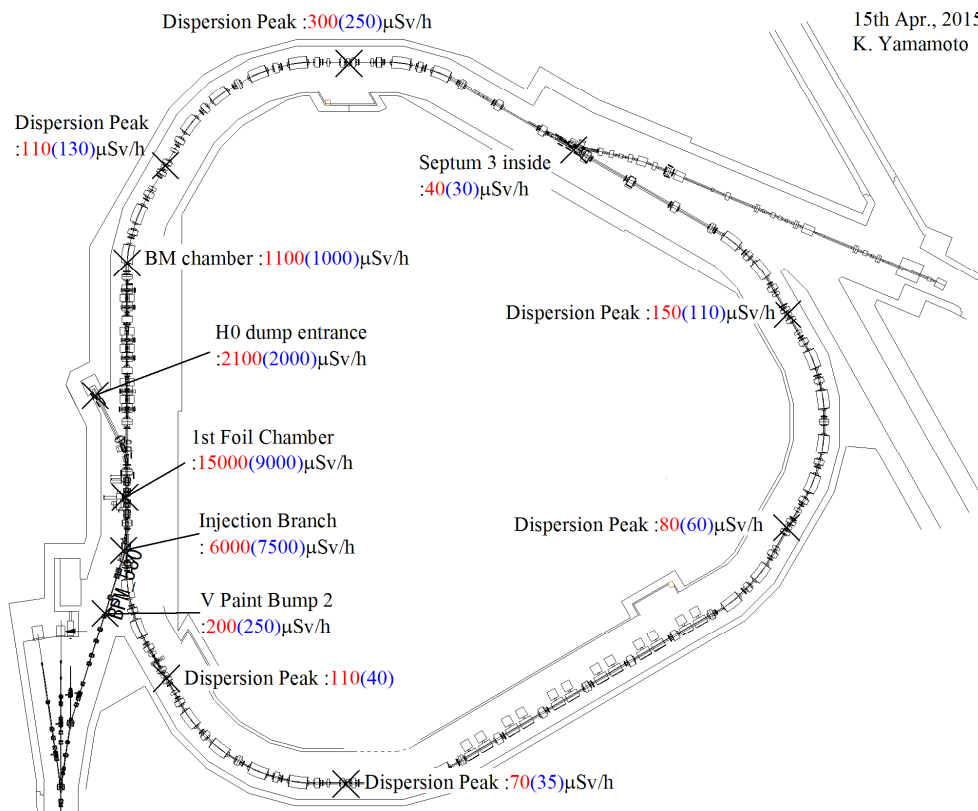 Dispersion Peak :300(250)μSv/h
15th Apr., 2015
K. Yamamoto
Dispersion Peak
:110(130)μSv/h
Septum 3 inside
:40(30)μSv/h
BM chamber :1100(1000)μSv/h
Dispersion Peak :150(110)μSv/h
H0 dump entrance
:2100(2000)μSv/h
1st Foil Chamber
:15000(9000)μSv/h
Dispersion Peak :80(60)μSv/h
Injection Branch
: 6000(7500)μSv/h
BPM 680
V Paint Bump 2
:200(250)μSv/h
Dispersion Peak :110(40)
Dispersion Peak :70(35)μSv/h